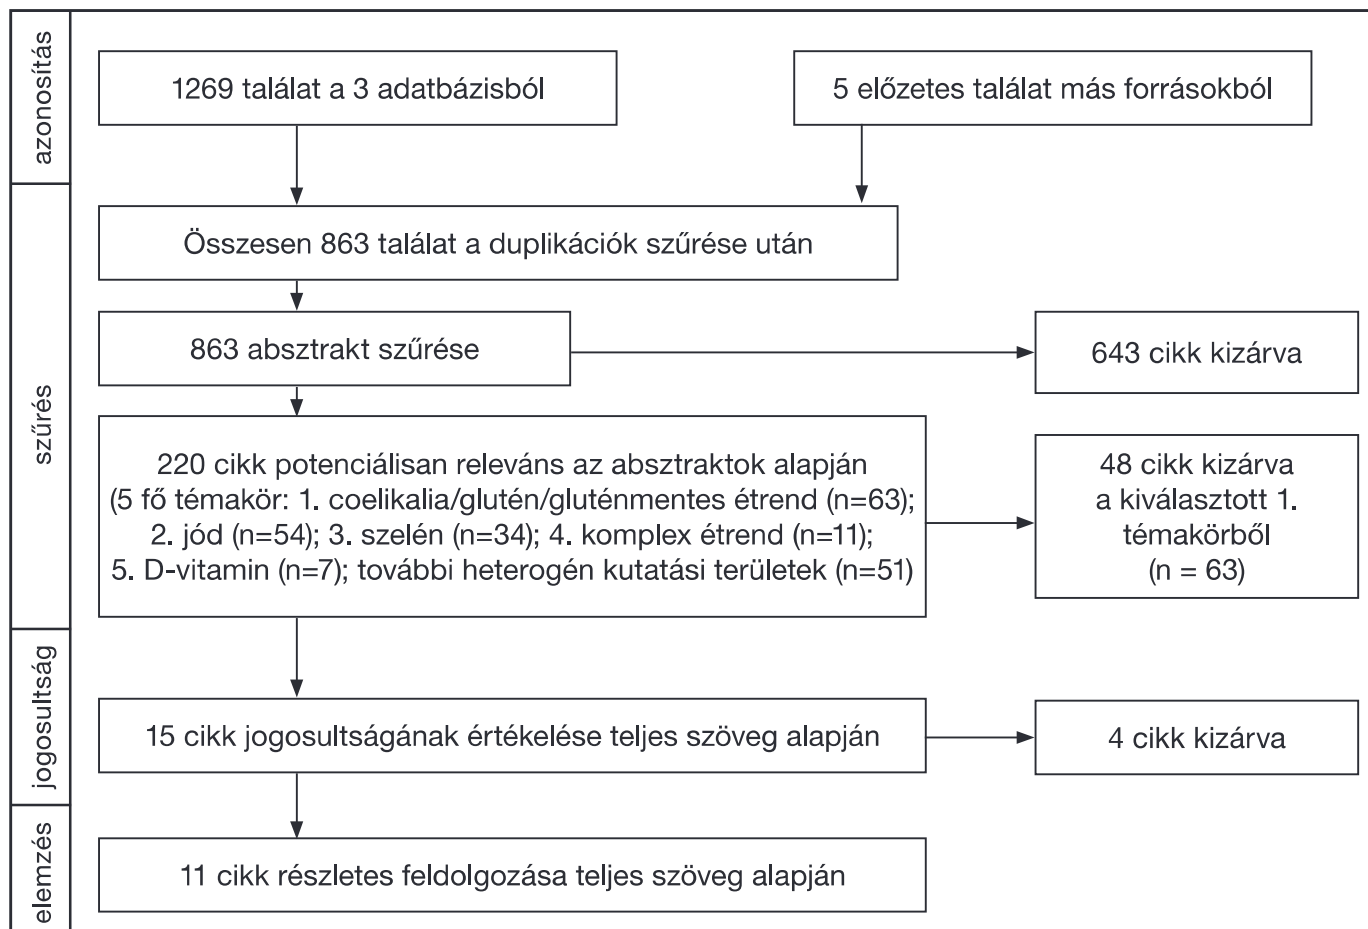 azonosítás
1269 találat a 3 adatbázisból
5 előzetes találat más forrásokból
szűrés
Összesen 863 találat a duplikációk szűrése után
863 absztrakt szűrése
643 cikk kizárva
220 cikk potenciálisan releváns az absztraktok alapján
(5 fő témakör: 1. coelikalia/glutén/gluténmentes étrend (n=63);
2. jód (n=54); 3. szelén (n=34); 4. komplex étrend (n=11);
5. D-vitamin (n=7); további heterogén kutatási területek (n=51)
48 cikk kizárva
a kiválasztott 1.
témakörből
(n = 63)
jogosultság
15 cikk jogosultságának értékelése teljes szöveg alapján
4 cikk kizárva
elemzés
11 cikk részletes feldolgozása teljes szöveg alapján